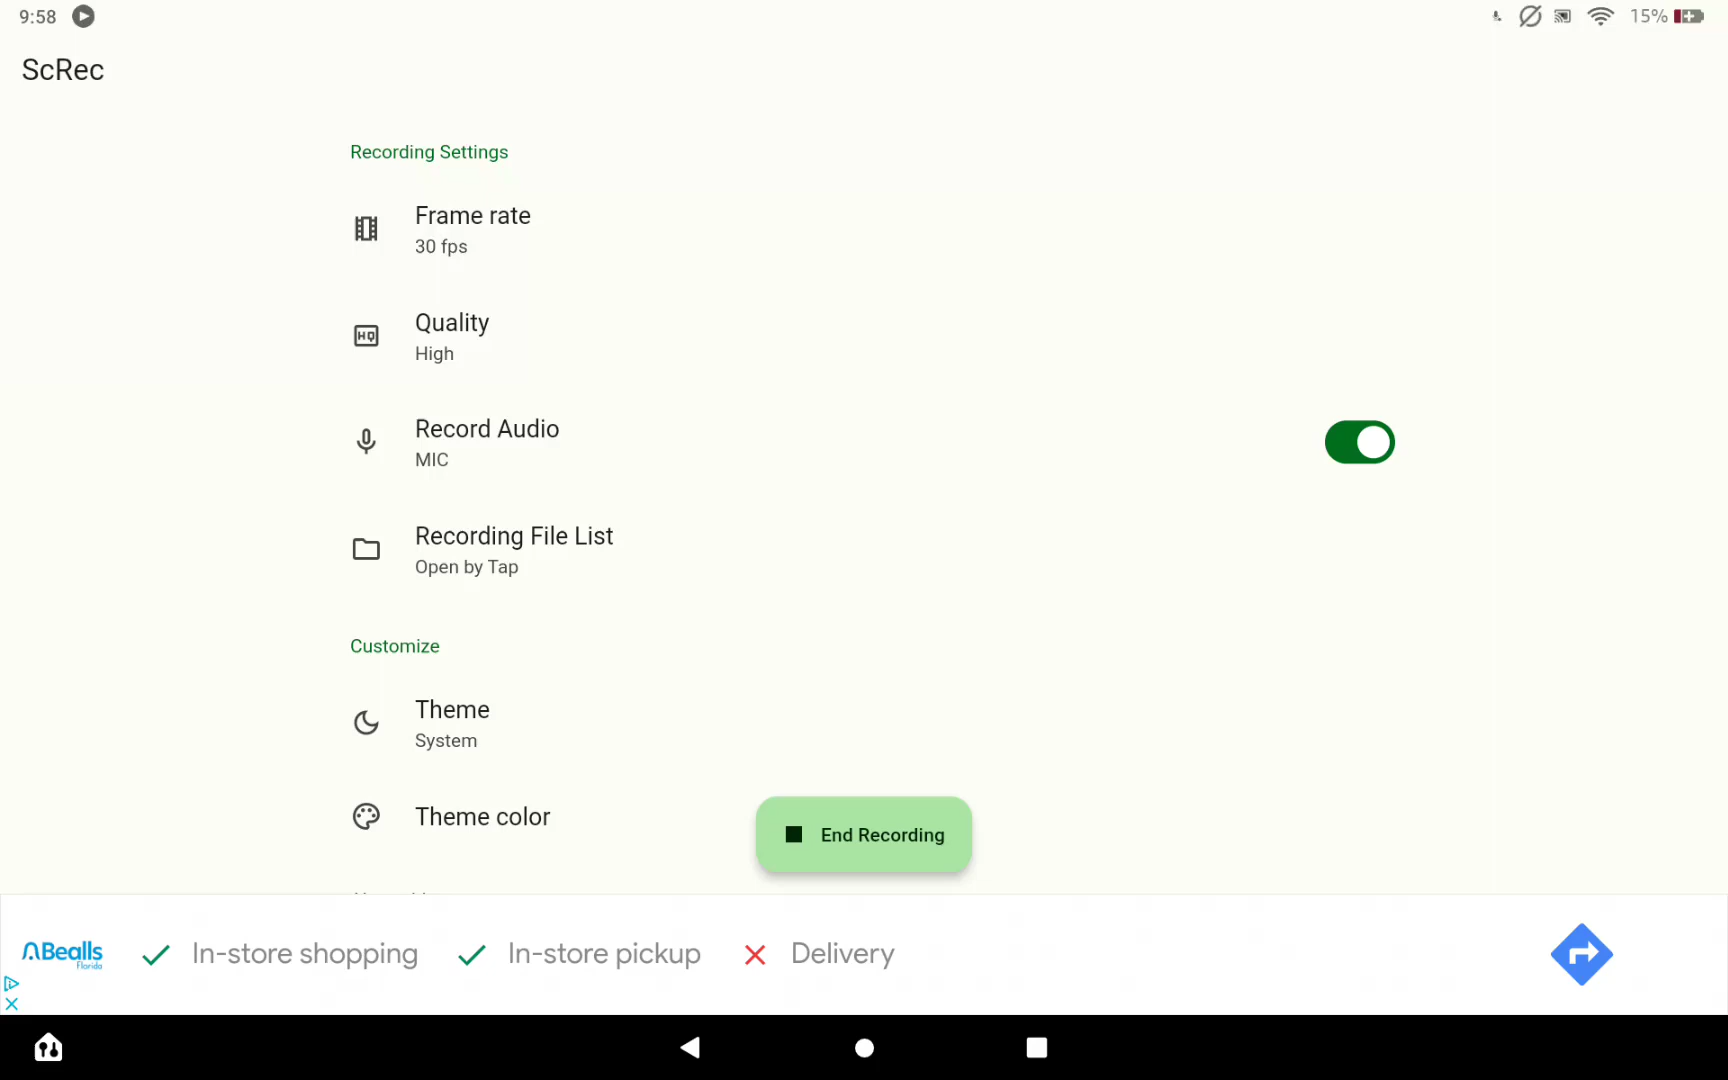 9:58
15%
ScRec
Recording Settings
Frame rate
30 fps
HQ
Quality
High
Record Audio
MIC
Recording File List
Open by Tap
Customize
Theme
System
Theme color
End Recording
Bealls
Florida
In-store shopping
In-store pickup
Delivery